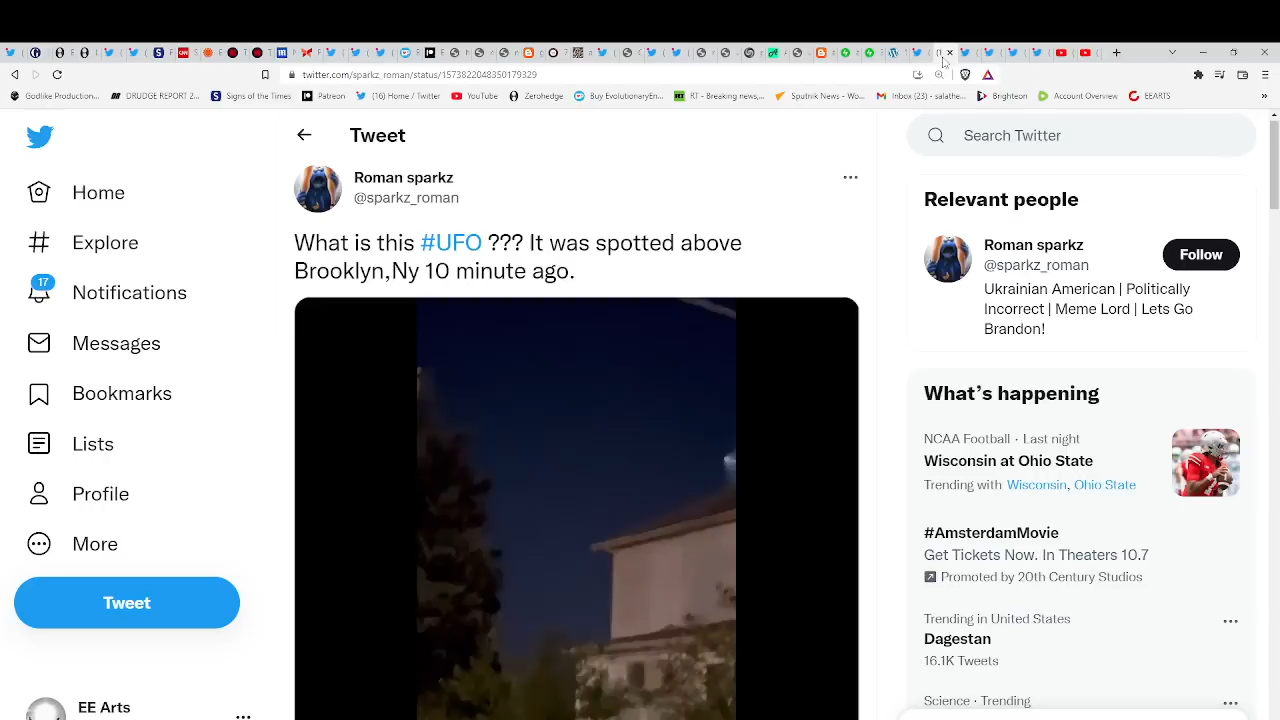 twitter.com/sparkz_roman/status/1573822048350179329
Godlike Production...
DRUDGE REPORT 2...
Signs of the Times
Patreon
(16) Home / Twitter
YouTube
Zerohedge
Buy EvolutionaryEn...
RT - Breaking news,...
Sputnik News - Wo...
Inbox (23) - salathe...
Brighteon
Account Overview
EEARTS
»
Home
Explore
17
Notifications
Messages
Bookmarks
Lists
Profile
More
Tweet
EE Arts
Tweet
Roman sparkz
@sparkz_roman
What is this #UFO ??? It was spotted above
Brooklyn,Ny 10 minute ago.
Search Twitter
Relevant people
Roman sparkz
@sparkz_roman
Follow
Ukrainian American | Politically
Incorrect | Meme Lord | Lets Go
Brandon!
What's happening
NCAA Football · Last night
Wisconsin at Ohio State
Trending with Wisconsin, Ohio State
#AmsterdamMovie
Get Tickets Now. In Theaters 10.7
Promoted by 20th Century Studios
Trending in United States
Dagestan
16.1K Tweets
Science · Trending